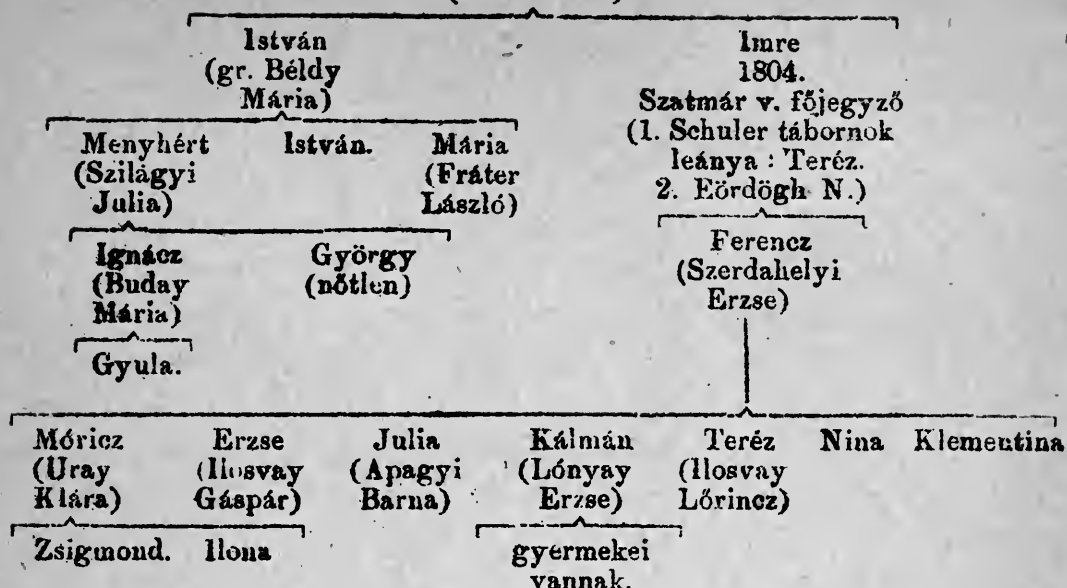 István Imre
(gr. Béldy 1804.
Mária) Szatmár v. főjegyző
Menyhért István. Mária (1. Schuler tábornok
(Szilágyi (Fráter leánya : Teréz.
Julia) László) 2. Eördögh N.)
Ignácz György Ferencz
(Buday (nőtlen) (Szerdahelyi
Mária) Erzse)
Gyula.
Móricz Erzse Julia Kálmán Teréz Nina Klementina
(Uray (Ilosvay (Apagyi (Lónyay (Ilosvay
Klára) Gáspár) Barna) Erzse) Lőrincz)
Zsigmond. Ilona gyermekei
vannak.